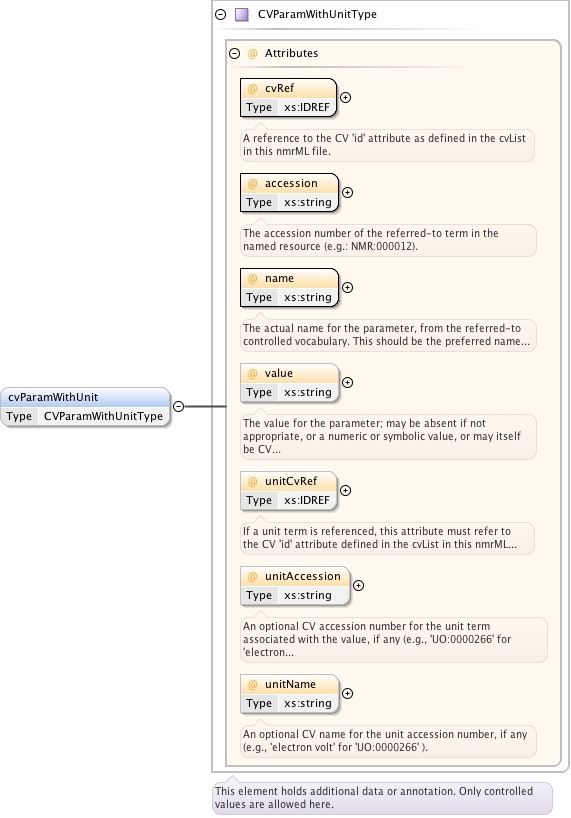 CVParamWithUnitType
@ Attributes
@ cvRef
Type xs:IDREF
A reference to the CV 'id' attribute as defined in the cvList
in this nmrML file.
@ accession
Type xs:string
The accession number of the referred-to term in the
named resource (e.g.: NMR:000012).
@ name
Type xs:string
The actual name for the parameter, from the referred-to
controlled vocabulary. This should be the preferred name...
@ value
Type xs:string
The value for the parameter; may be absent if not
appropriate, or a numeric or symbolic value, or may itself
be CV...
cvParamWithUnit
Type CVParamWithUnitType
@ unitCvRef
Type xs:IDREF
If a unit term is referenced, this attribute must refer to
the CV 'id' attribute defined in the cvList in this nmrML...
@ unitAccession
Type xs:string
An optional CV accession number for the unit term
associated with the value, if any (e.g., 'UO:0000266' for
'electron...
@ unitName
Type xs:string
An optional CV name for the unit accession number, if any
(e.g., 'electron volt' for 'UO:0000266' ).
This element holds additional data or annotation. Only controlled
values are allowed here.